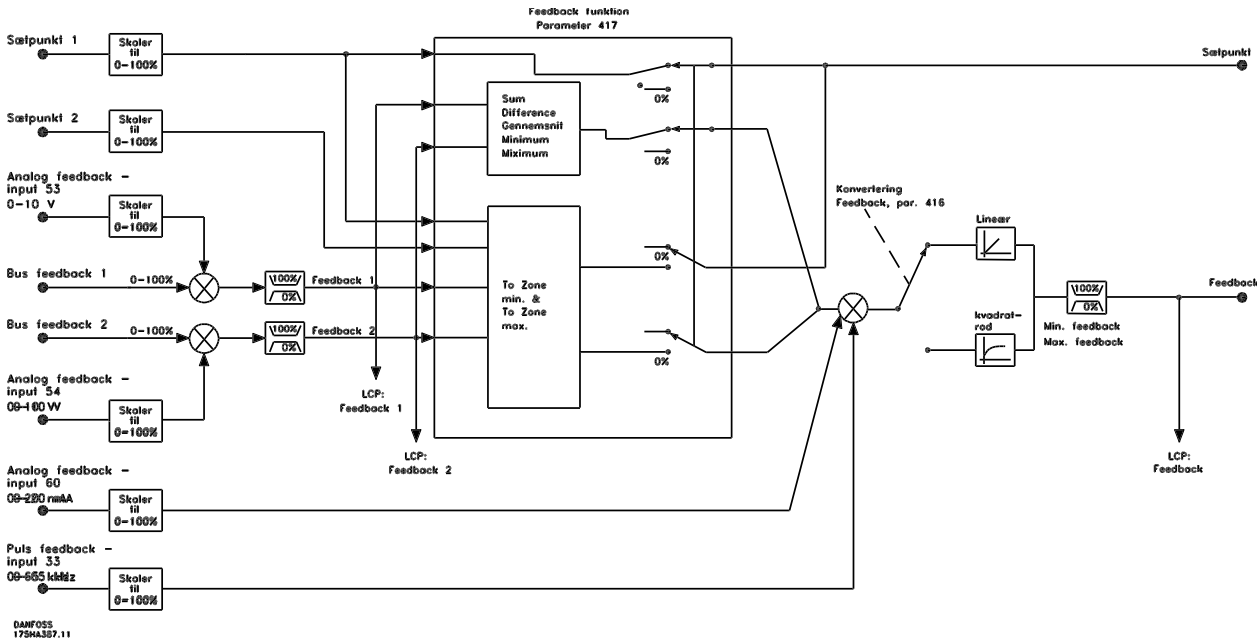 Feedback funktion
Parameter 417
Sætpunkt 1
Skaler
til
0-100%
Sætpunkt
0%
Sum
Difference
Gennemsnit
Minimum
Miximum
0%
Sætpunkt 2
Skaler
til
0-100%
Analog feedback -
input 53
0-10 V
Skaler
til
0-100%
Konvertering
Feedback, par. 416
Lineær
Bus feedback 1
0-100%
100%
0%
Feedback 1
To Zone
min. &
To Zone
max.
0%
0%
Bus feedback 2
0-100%
100%
0%
Feedback 2
kvadrat-
rod
100%
0%
Min. feedback
Max. feedback
Feedback
Analog feedback -
input 54
Skaler
til
0-100%
LCP:
Feedback 1
LCP:
Feedback 2
LCP:
Feedback
Analog feedback -
input 60
Skaler
til
0-100%
Puls feedback -
input 33
Skaler
til
0-100%
DANFOSS
175HA387.11